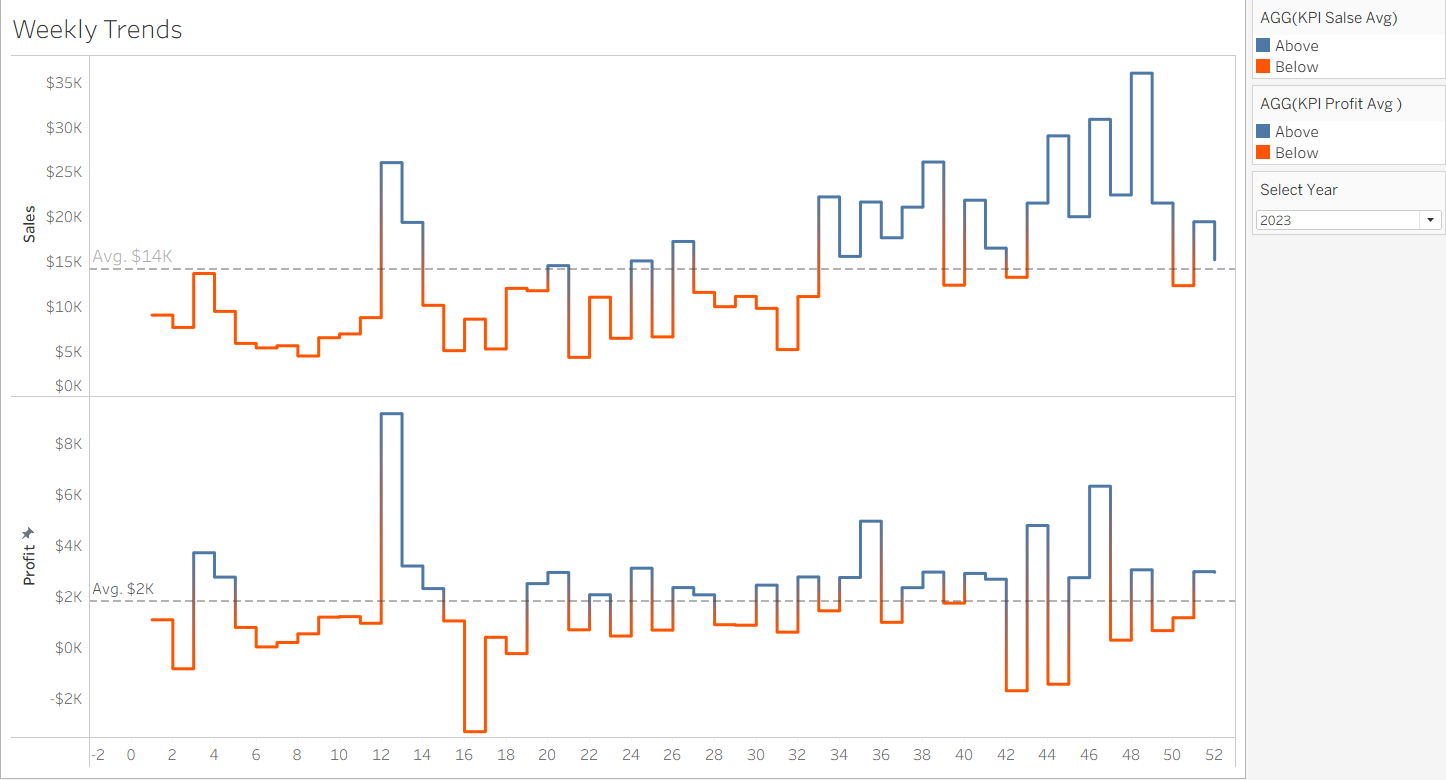 Weekly Trends
AGG(KPI Salse Avg)
Above
Below
AGG(KPI Profit Avg )
Above
Below
Select Year
2023
Sales
$35K
$30K
$25K
$20K
$15K
$10K
$5K
$0K
Avg. $14K
Profit
$8K
$6K
$4K
$2K
$0K
-$2K
Avg. $2K
-2 0 2 4 6 8 10 12 14 16 18 20 22 24 26 28 30 32 34 36 38 40 42 44 46 48 50 52